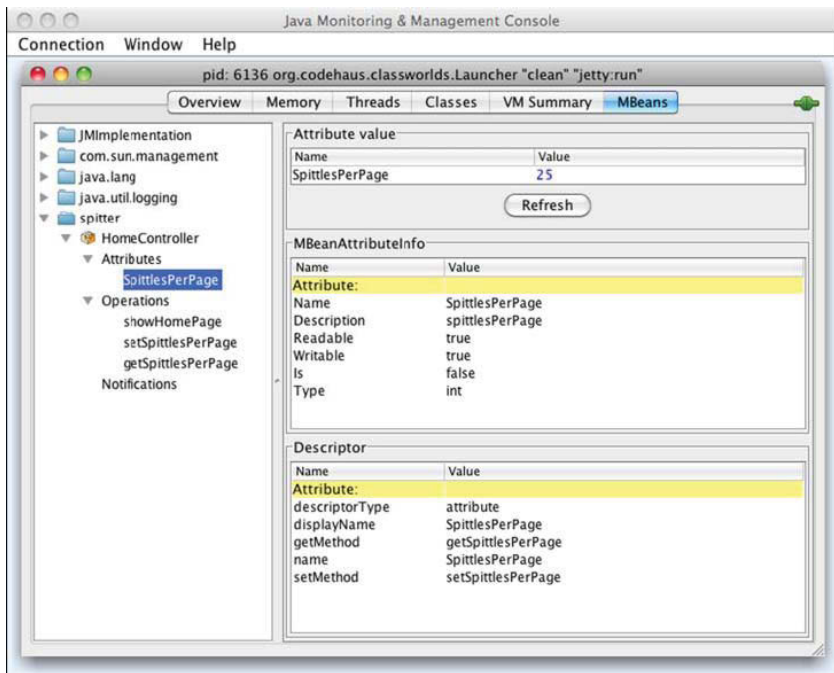 Java Monitoring & Management Console
Connection Window Help
pid: 6136 org.codehaus.classworlds.Launcher "clean" "jetty:run"
Overview Memory Threads Classes VM Summary MBeans
JMImplementation
com.sun.management
java.lang
java.util.logging
spitter
HomeController
Attributes
SpittlesPerPage
Operations
showHomePage
setSpittlesPerPage
getSpittlesPerPage
Notifications
Attribute value
Name Value
SpittlesPerPage 25
Refresh
MBeanAttributeInfo
Name Value
Attribute:
Name SpittlesPerPage
Description spittlesPerPage
Readable true
Writable true
Is false
Type int
Descriptor
Name Value
Attribute:
descriptorType attribute
displayName SpittlesPerPage
getMethod getSpittlesPerPage
name SpittlesPerPage
setMethod setSpittlesPerPage